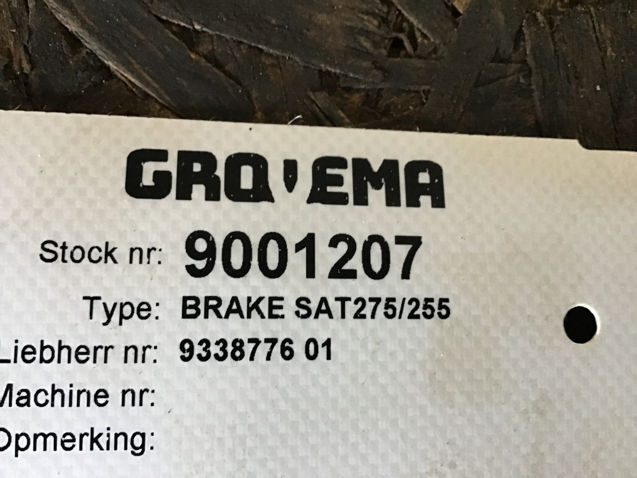 GRO'EMA
Stock nr: 9001207
Type: BRAKE SAT275/255
Liebherr nr: 9338776 01
Machine nr:
Opmerking: